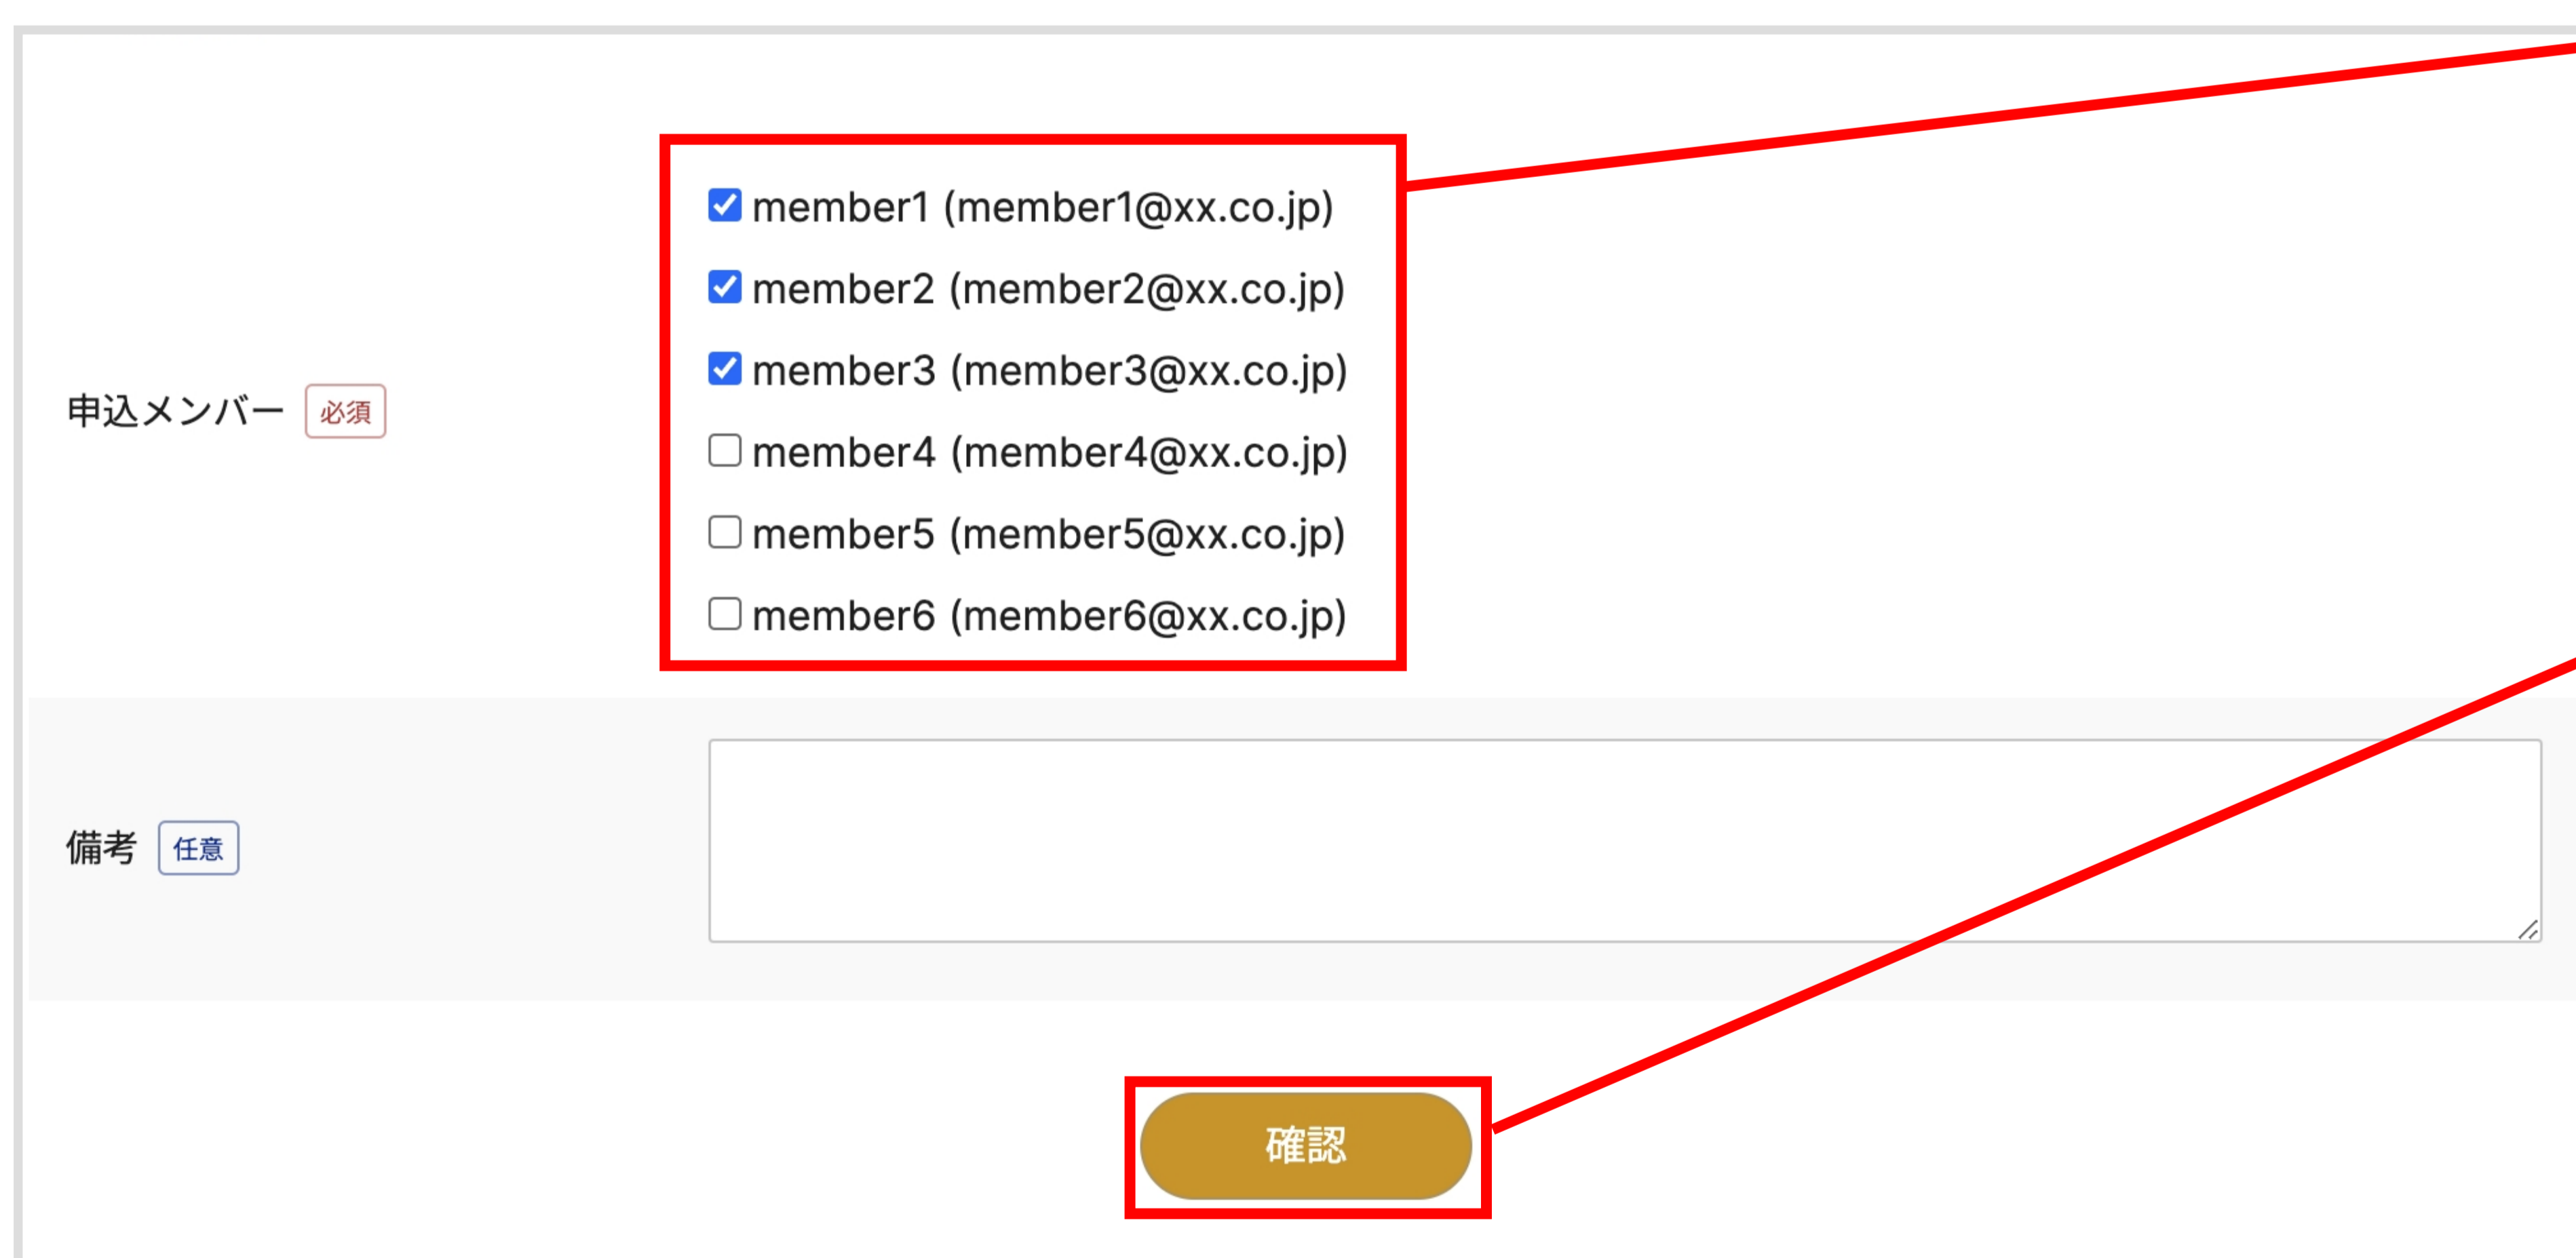 申込メンバー 必須
member1 (member1@xx.co.jp)
member2 (member2@xx.co.jp)
member3 (member3@xx.co.jp)
member4 (member4@xx.co.jp)
member5 (member5@xx.co.jp)
member6 (member6@xx.co.jp)
備考 任意
確認